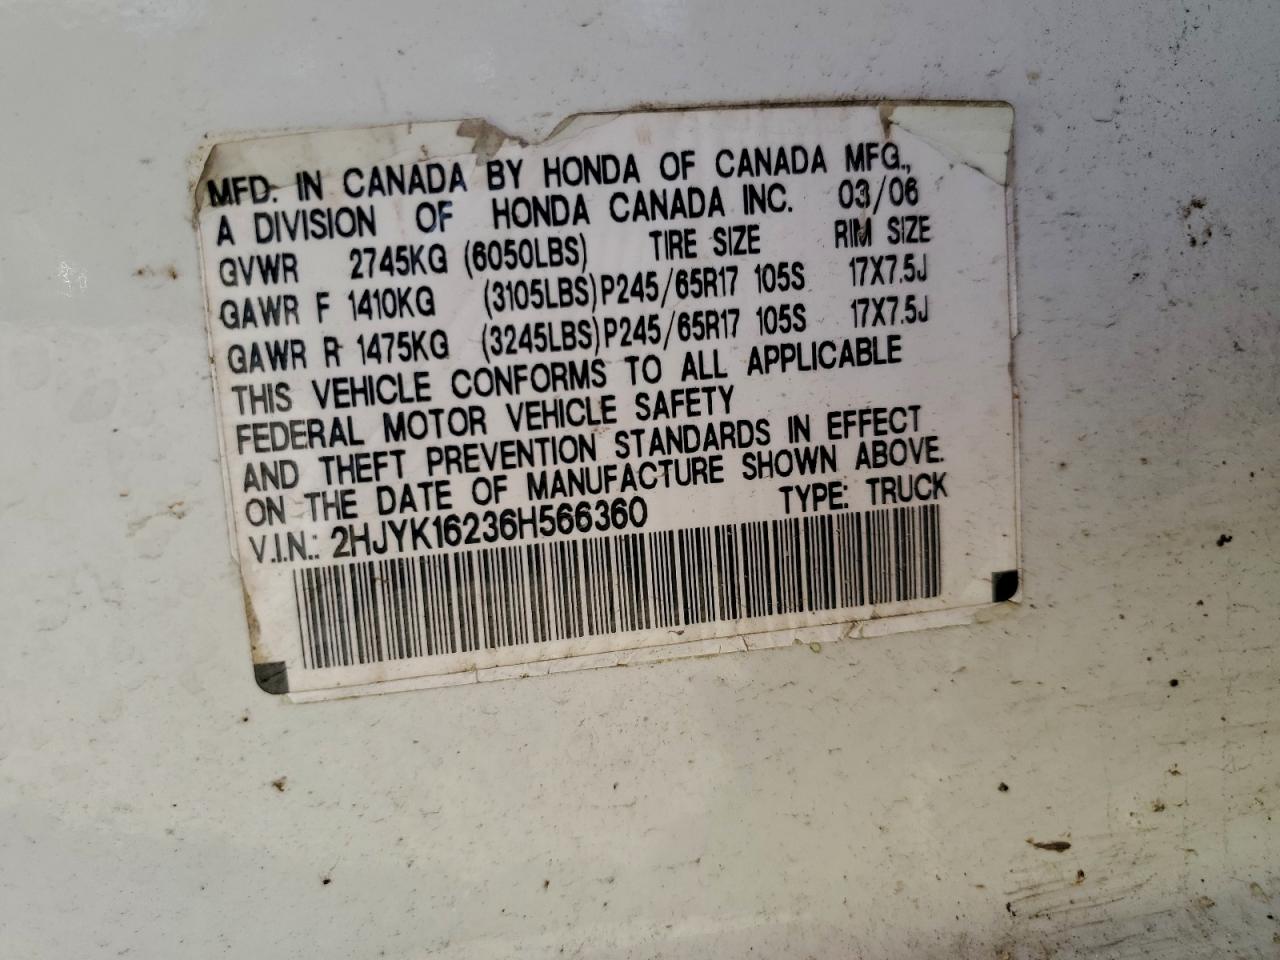 MFD. IN CANADA BY HONDA OF CANADA MFG.,
A DIVISION OF HONDA CANADA INC. 03/06
GVWR 2745KG (6050LBS) TIRE SIZE RIM SIZE
GAWR F 1410KG (3105LBS) P245/65R17 105S 17X7.5J
GAWR R 1475KG (3245LBS) P245/65R17 105S 17X7.5J
THIS VEHICLE CONFORMS TO ALL APPLICABLE
FEDERAL MOTOR VEHICLE SAFETY
AND THEFT PREVENTION STANDARDS IN EFFECT
ON THE DATE OF MANUFACTURE SHOWN ABOVE.
V.I.N.: 2HJYK16236H566360 TYPE: TRUCK